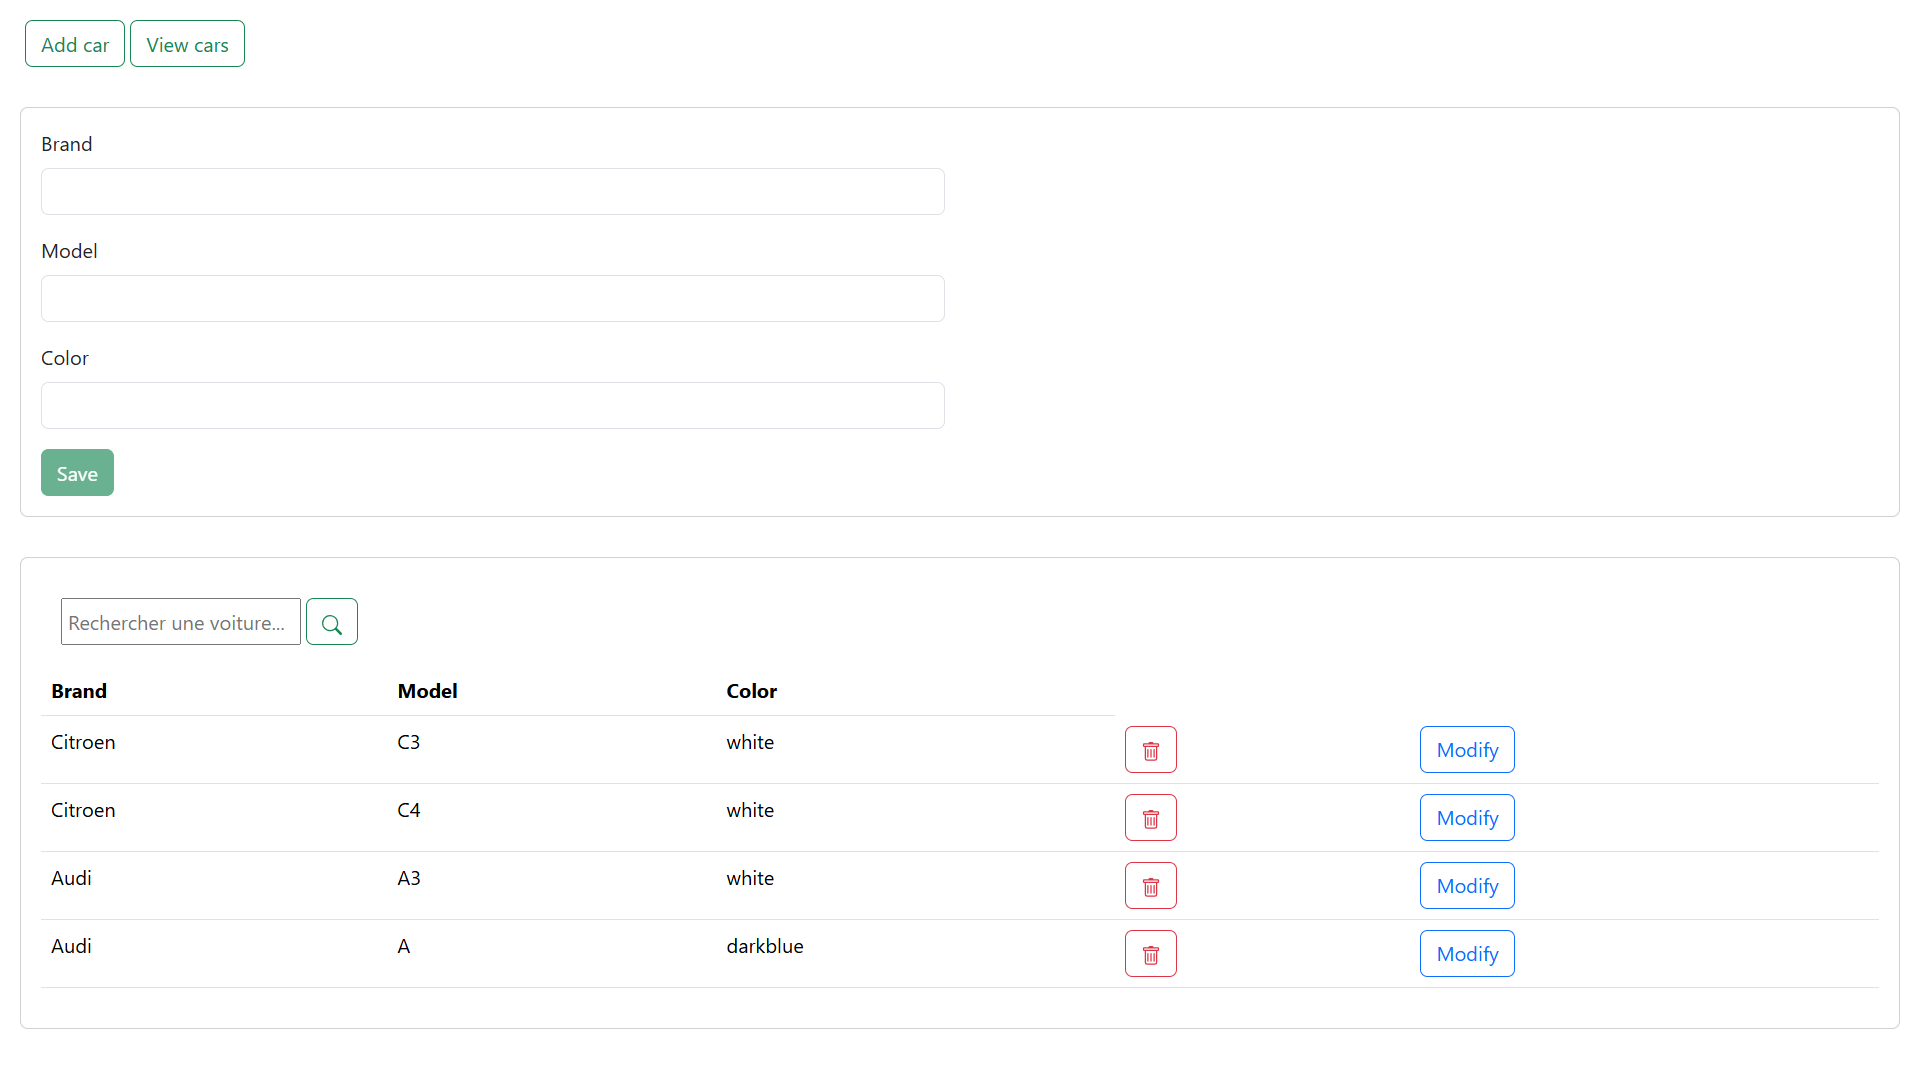 Add car View cars
Brand
Model
Color
Save
Rechercher une voiture...
Brand Model Color
Citroen C3 white Modify
Citroen C4 white Modify
Audi A3 white Modify
Audi A darkblue Modify